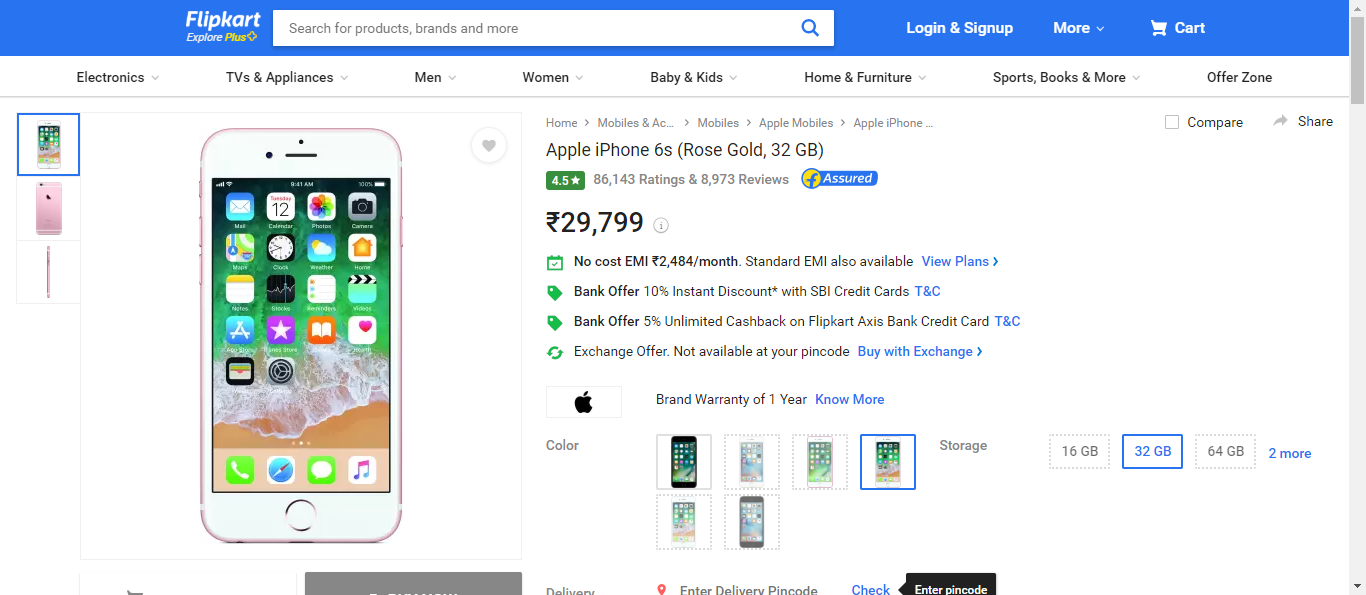 Flipkart
Explore Plus
Search for products, brands and more
Login & Signup
More
Cart
Electronics
TVs & Appliances
Men
Women
Baby & Kids
Home & Furniture
Sports, Books & More
Offer Zone
9:41 AM
100%
Tuesday
12
Mail
Calendar
Photos
Camera
Maps
Clock
Weather
Home
Notes
Stocks
Reminders
Videos
App Store
iTunes Store
Health
Home > Mobiles & Ac... > Mobiles > Apple Mobiles > Apple iPhone ...
Compare
Share
Apple iPhone 6s (Rose Gold, 32 GB)
4.5★ 86,143 Ratings & 8,973 Reviews
Assured
₹29,799
No cost EMI ₹2,484/month. Standard EMI also available View Plans >
Bank Offer 10% Instant Discount* with SBI Credit Cards T&C
Bank Offer 5% Unlimited Cashback on Flipkart Axis Bank Credit Card T&C
Exchange Offer. Not available at your pincode Buy with Exchange >
Brand Warranty of 1 Year Know More
Color
Storage
16 GB
32 GB
64 GB
2 more
Delivery
Enter Delivery Pincode
Check
Enter pincode